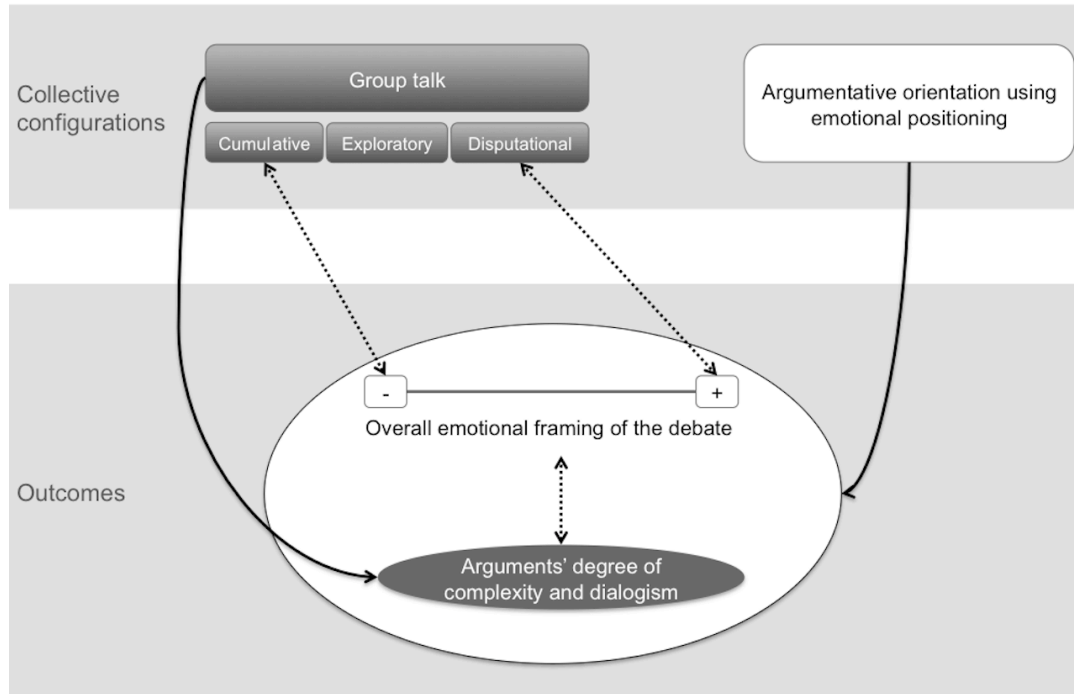 Collective
configurations
Group talk
Cumulative
Exploratory
Disputational
Argumentative orientation using
emotional positioning
Outcomes
-
+
Overall emotional framing of the debate
Arguments’ degree of
complexity and dialogism